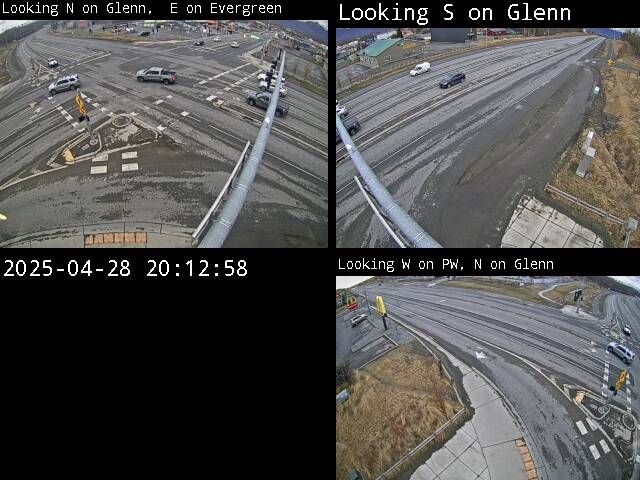 Looking N on Glenn,  E on Evergreen
Looking S on Glenn
2025-04-28 20:12:58
Looking W on PW, N on Glenn